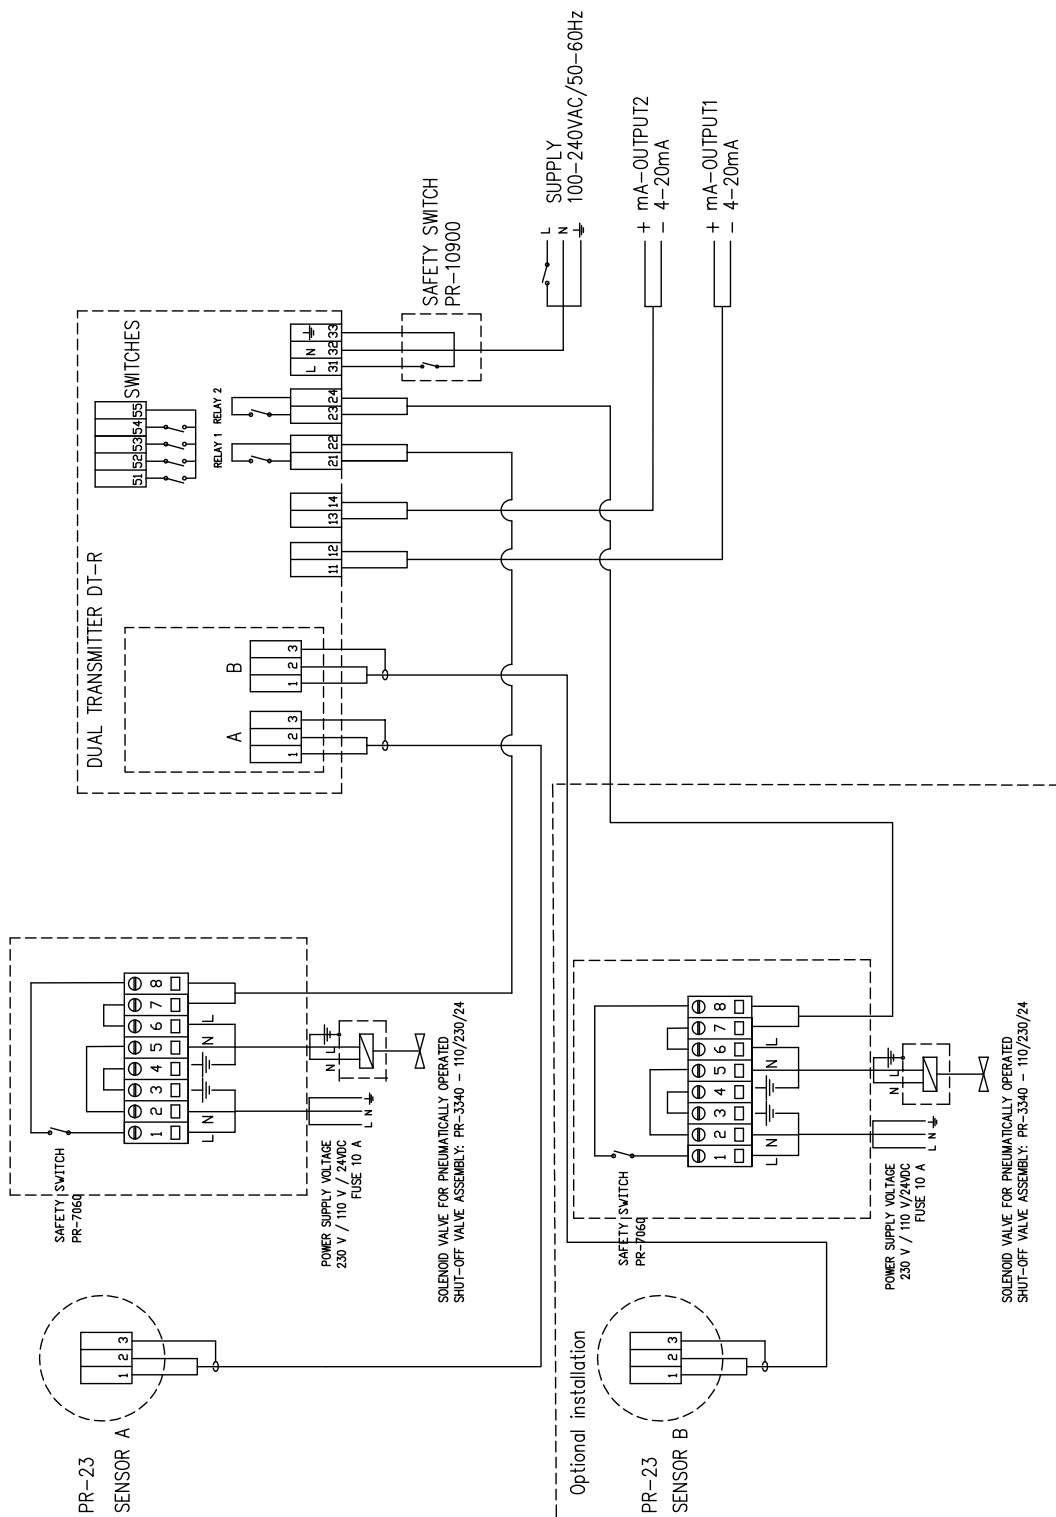 DUAL TRANSMITTER DT-R
A
1 2 3
B
1 2 3
SWITCHES
51 52 53 54 55
RELAY 1
RELAY 2
11 12
13 14
21 22
23 24
L N
31 32 33
SAFETY SWITCH
PR-10900
SUPPLY
100-240VAC/50-60Hz
L
N
+ mA-OUTPUT2
- 4-20mA
+ mA-OUTPUT1
- 4-20mA
PR-23
SENSOR A
1 2 3
SAFETY SWITCH
PR-7060
1 2 3 4 5 6 7 8
L N N L
POWER SUPPLY VOLTAGE
230 V / 110 V / 24VDC
FUSE 10 A
L N
N L
SOLENOID VALVE FOR PNEUMATICALLY OPERATED
SHUT-OFF VALVE ASSEMBLY: PR-3340 - 110/230/24
Optional installation
PR-23
SENSOR B
1 2 3
SAFETY SWITCH
PR-7060
1 2 3 4 5 6 7 8
L N N L
POWER SUPPLY VOLTAGE
230 V / 110 V/24VDC
FUSE 10 A
L N
N L
SOLENOID VALVE FOR PNEUMATICALLY OPERATED
SHUT-OFF VALVE ASSEMBLY: PR-3340 - 110/230/24